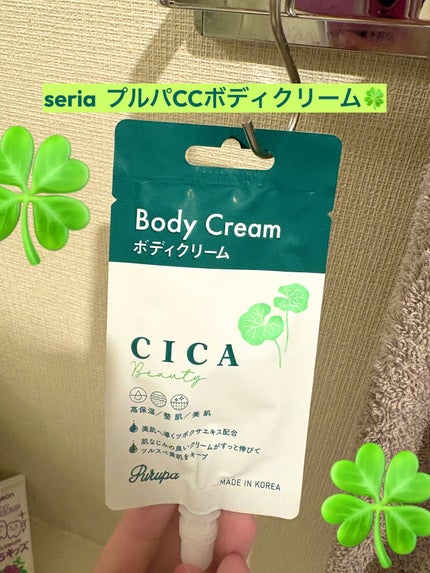 seria プルパCCボディクリーム🍀
Body Cream
ボディクリーム
CICA
Beauty
高保湿/整肌/美肌
美肌へ導くツボクサエキス配合
肌なじみの良いクリームがすっと伸びて
ツルスベ素肌をキープ
Purupa
MADE IN KOREA
キッズ